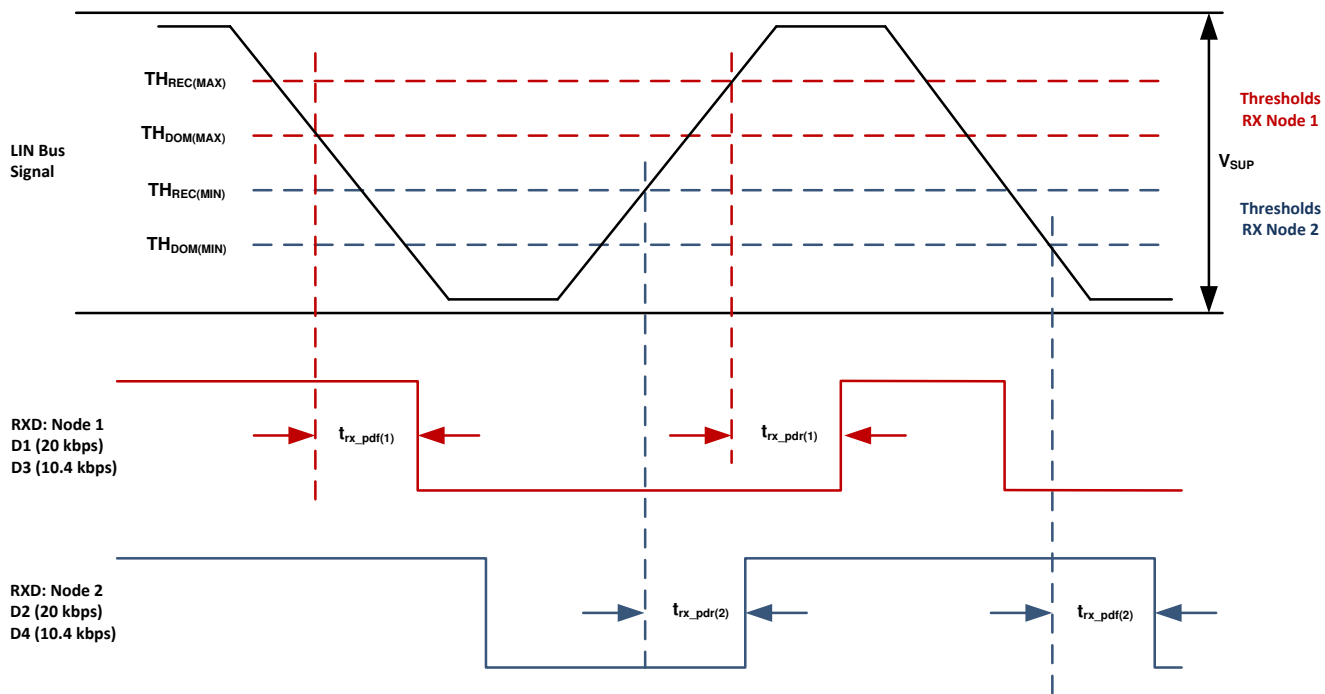 TH_REC(MAX)
TH_DOM(MAX)
TH_REC(MIN)
TH_DOM(MIN)
LIN Bus
Signal
Thresholds
RX Node 1
V_SUP
Thresholds
RX Node 2
RXD: Node 1
D1 (20 kbps)
D3 (10.4 kbps)
t_rx_pdf(1)
t_rx_pdr(1)
RXD: Node 2
D2 (20 kbps)
D4 (10.4 kbps)
t_rx_pdr(2)
t_rx_pdf(2)